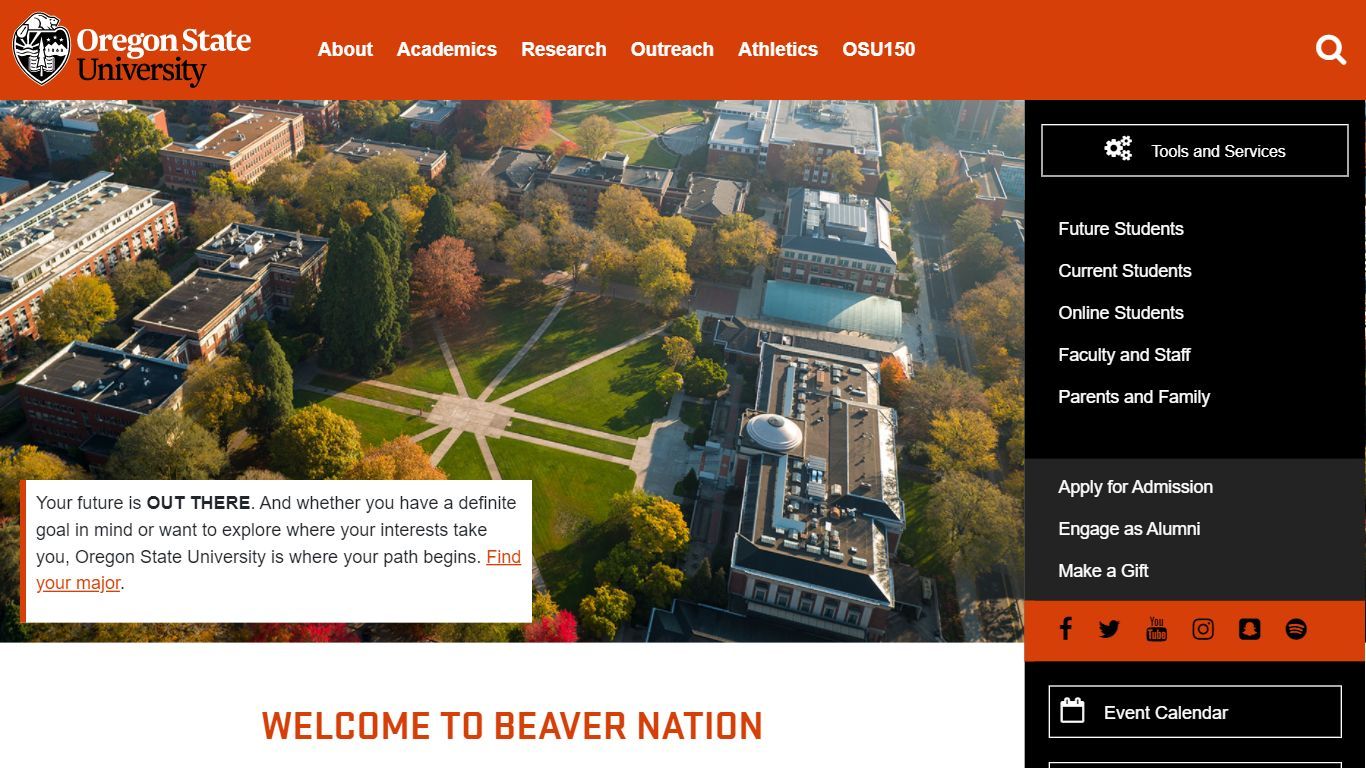 Oregon State
University
About
Academics
Research
Outreach
Athletics
OSU150
Tools and Services
Future Students
Current Students
Online Students
Faculty and Staff
Parents and Family
Apply for Admission
Engage as Alumni
Make a Gift
You
Tube
Event Calendar
Your future is OUT THERE. And whether you have a definite
goal in mind or want to explore where your interests take
you, Oregon State University is where your path begins. Find
your major.
WELCOME TO BEAVER NATION